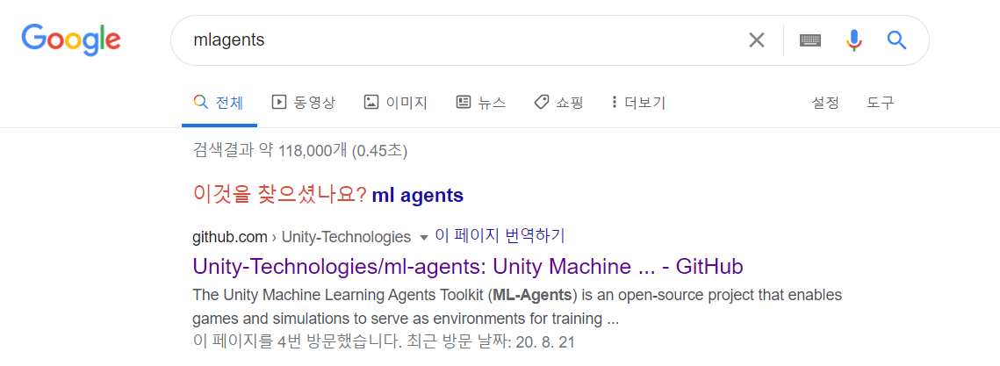 Google
mlagents
전체 동영상 이미지 뉴스 쇼핑 더보기 설정 도구
검색결과 약 118,000개 (0.45초)
이것을 찾으셨나요? ml agents
github.com › Unity-Technologies 이 페이지 번역하기
Unity-Technologies/ml-agents: Unity Machine ... - GitHub
The Unity Machine Learning Agents Toolkit (ML-Agents) is an open-source project that enables
games and simulations to serve as environments for training ...
이 페이지를 4번 방문했습니다. 최근 방문 날짜: 20. 8. 21